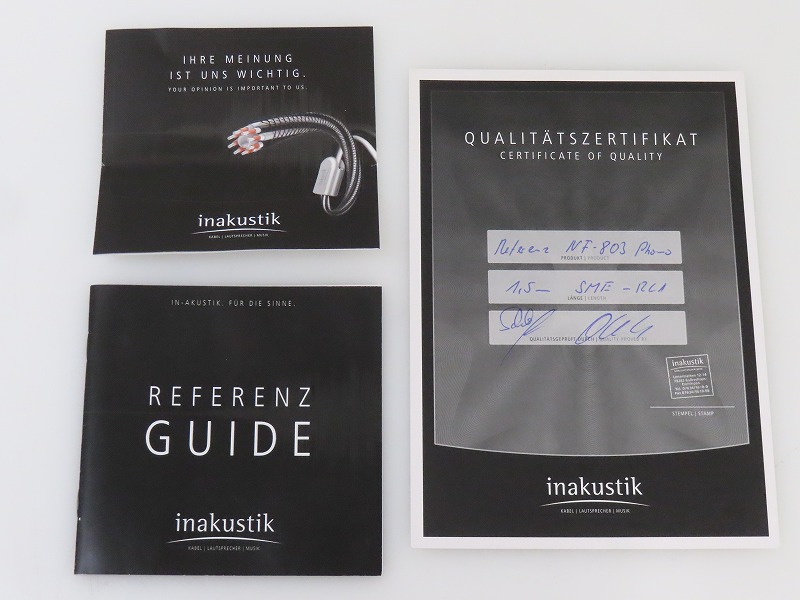 IHRE MEINUNG
IST UNS WICHTIG.
YOUR OPINION IS IMPORTANT TO US.
inakustik
KABEL | LAUTSPRECHER | MUSIK
IN-AKUSTIK. FÜR DIE SINNE.
REFERENZ
GUIDE
inakustik
KABEL | LAUTSPRECHER | MUSIK
QUALITÄTSZERTIFIKAT
CERTIFICATE OF QUALITY
Referenz NF-803 Phono
PRODUKT | PRODUCT
1,5m SME - RCA
LÄNGE | LENGTH
QUALITÄTSGEPRÜFT DURCH | QUALITY PROVED BY
inakustik
STEMPEL | STAMP
inakustik
KABEL | LAUTSPRECHER | MUSIK